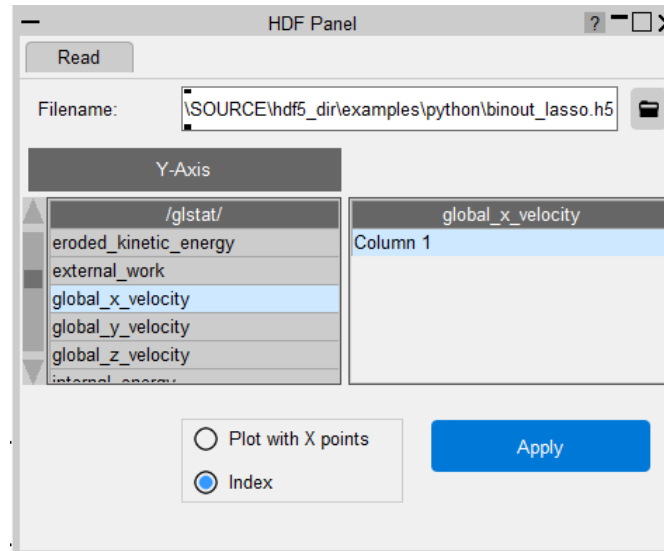 HDF Panel
?
Read
Filename:
\SOURCE\hdf5_dir\examples\python\binout_lasso.h5
Y-Axis
/glstat/
global_x_velocity
eroded_kinetic_energy
Column 1
external_work
global_x_velocity
global_y_velocity
global_z_velocity
internal_energy
Plot with X points
Apply
Index